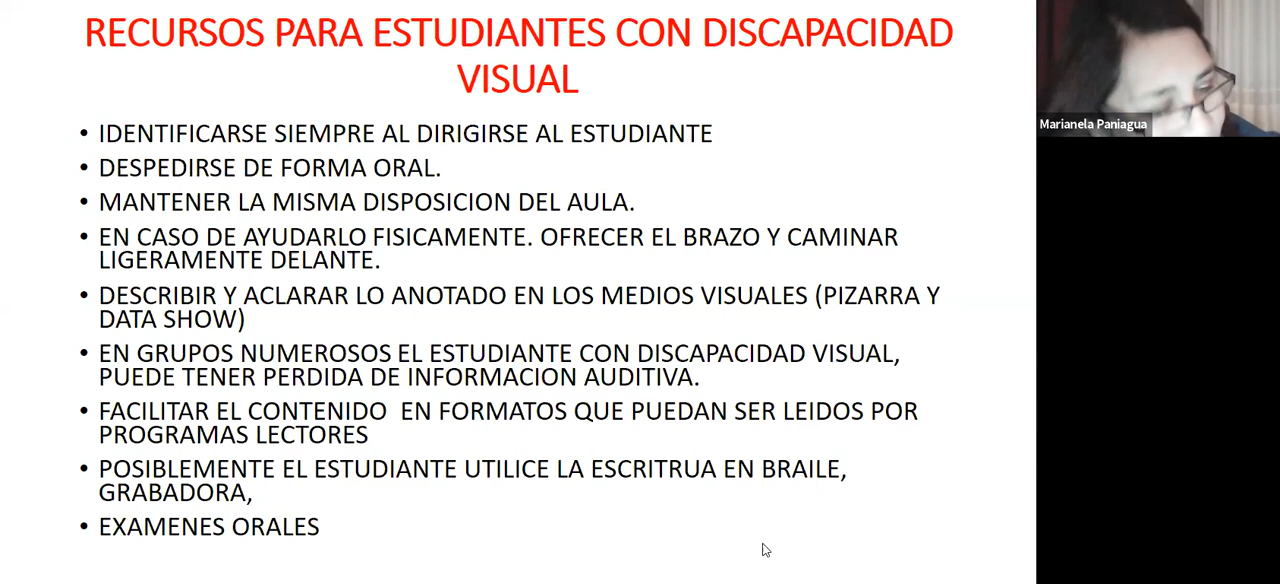 RECURSOS PARA ESTUDIANTES CON DISCAPACIDAD
VISUAL
• IDENTIFICARSE SIEMPRE AL DIRIGIRSE AL ESTUDIANTE
• DESPEDIRSE DE FORMA ORAL.
• MANTENER LA MISMA DISPOSICION DEL AULA.
• EN CASO DE AYUDARLO FISICAMENTE. OFRECER EL BRAZO Y CAMINAR
LIGERAMENTE DELANTE.
• DESCRIBIR Y ACLARAR LO ANOTADO EN LOS MEDIOS VISUALES (PIZARRA Y
DATA SHOW)
• EN GRUPOS NUMEROSOS EL ESTUDIANTE CON DISCAPACIDAD VISUAL,
PUEDE TENER PERDIDA DE INFORMACION AUDITIVA.
• FACILITAR EL CONTENIDO  EN FORMATOS QUE PUEDAN SER LEIDOS POR
PROGRAMAS LECTORES
• POSIBLEMENTE EL ESTUDIANTE UTILICE LA ESCRITRUA EN BRAILE,
GRABADORA,
• EXAMENES ORALES
Marianela Paniagua